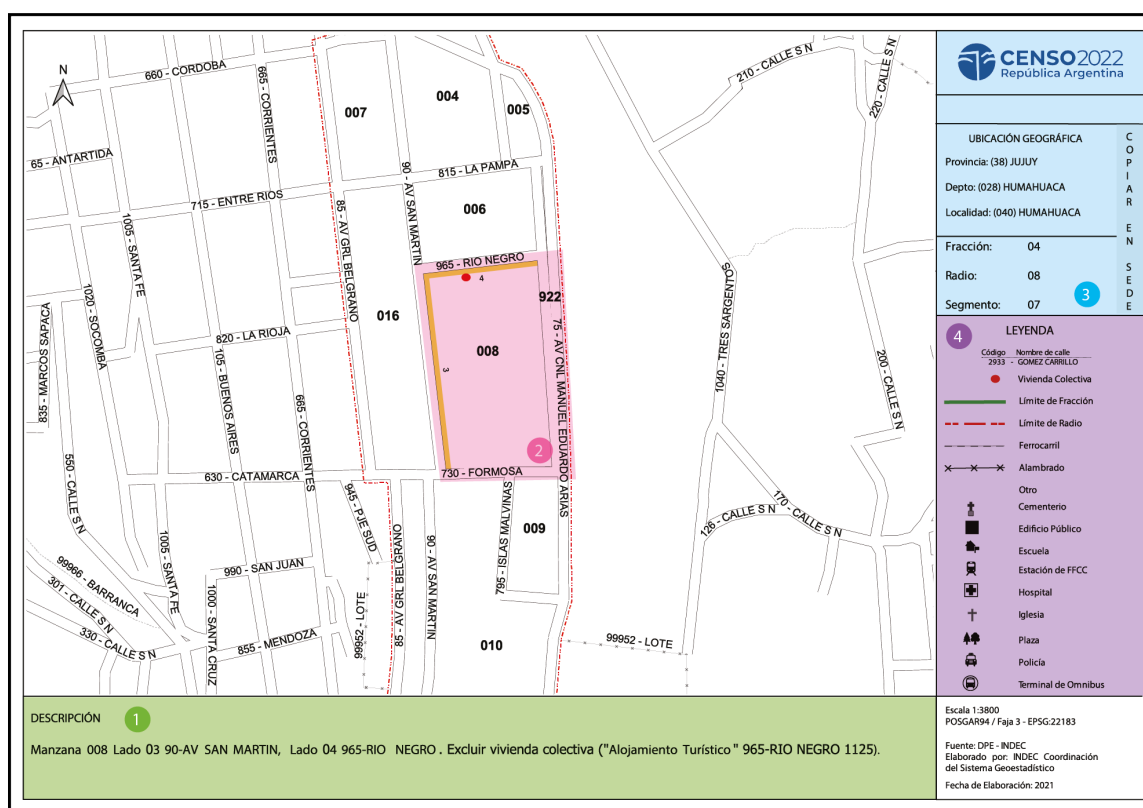 CENSO2022
República Argentina
UBICACIÓN GEOGRÁFICA
Provincia: (38) JUJUY
Depto: (028) HUMAHUACA
Localidad: (040) HUMAHUACA
COPIAR EN SEDE
Fracción: 04
Radio: 08
Segmento: 07
3
4
LEYENDA
Código Nombre de calle
2933 - GOMEZ CARRILLO
Vivienda Colectiva
Límite de Fracción
Límite de Radio
Ferrocarril
Alambrado
Otro
Cementerio
Edificio Público
Escuela
Estación de FFCC
Hospital
Iglesia
Plaza
Policía
Terminal de Omnibus
Escala 1:3800
POSGAR94 / Faja 3 - EPSG:22183
Fuente: DPE - INDEC
Elaborado por: INDEC Coordinación
del Sistema Geoestadístico
Fecha de Elaboración: 2021
N
660 - CORDOBA
665 - CORRIENTES
007
004
005
210 - CALLE S N
220 - CALLE S N
65 - ANTARTIDA
90 - AV SAN MARTIN
815 - LA PAMPA
715 - ENTRE RIOS
85 - AV GRL BELGRANO
006
1005 - SANTA FE
965 - RIO NEGRO
4
922
1020 - SOCOMBA
016
835 - MARCOS SAPACA
820 - LA RIOJA
008
75 - AV CNL MANUEL EDUARDO ARIAS
1040 - TRES SARGENTOS
200 - CALLE S N
105 - BUENOS AIRES
3
665 - CORRIENTES
2
550 - CALLE S N
630 - CATAMARCA
730 - FORMOSA
945 - PJE SUD
795 - ISLAS MALVINAS
009
170 - CALLE S N
126 - CALLE S N
1005 - SANTA FE
85 - AV GRL BELGRANO
90 - AV SAN MARTIN
99966 - BARRANCA
990 - SAN JUAN
301 - CALLE S N
1000 - SANTA CRUZ
99952 - LOTE
330 - CALLE S N
855 - MENDOZA
010
99952 - LOTE
DESCRIPCIÓN 1
Manzana 008 Lado 03 90-AV SAN MARTIN, Lado 04 965-RIO NEGRO . Excluir vivienda colectiva ("Alojamiento Turístico " 965-RIO NEGRO 1125).